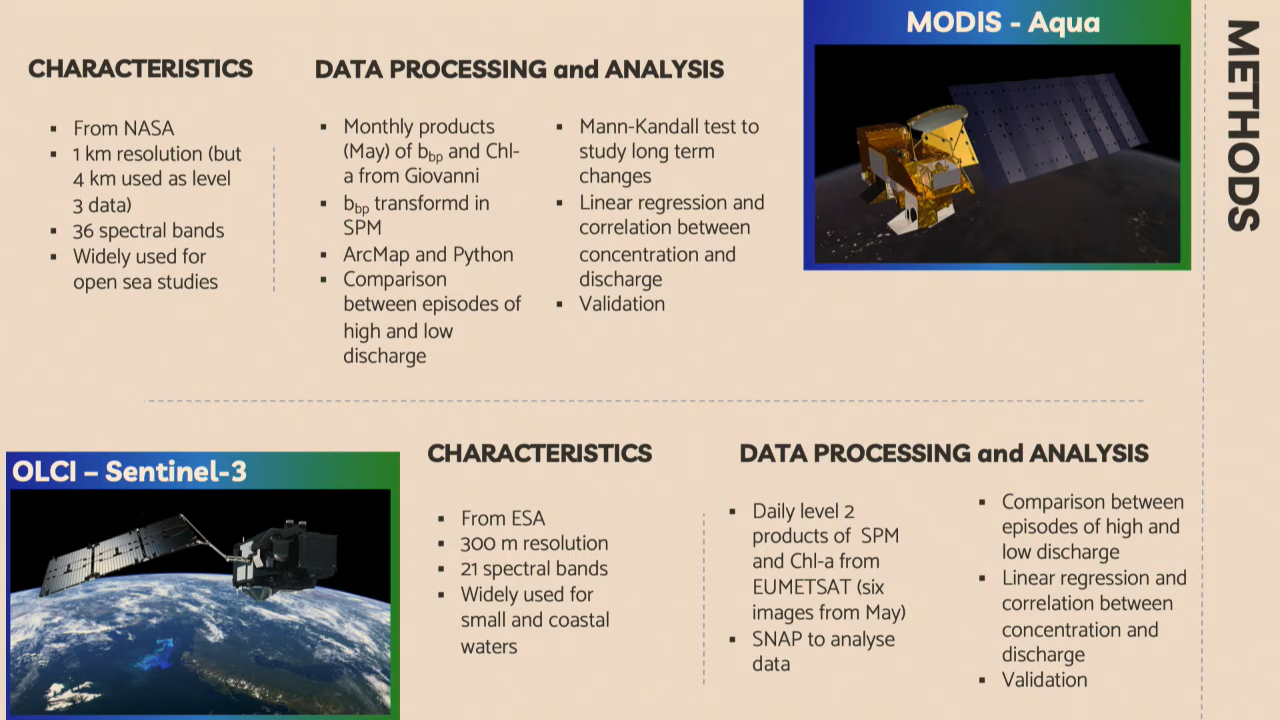 MODIS - Aqua
METHODS
CHARACTERISTICS
▪ From NASA
▪ 1 km resolution (but
4 km used as level
3 data)
▪ 36 spectral bands
▪ Widely used for
open sea studies
DATA PROCESSING and ANALYSIS
▪ Monthly products
(May) of bbp and Chl-
a from Giovanni
▪ bbp transformd in
SPM
▪ ArcMap and Python
▪ Comparison
between episodes of
high and low
discharge
▪ Mann-Kandall test to
study long term
changes
▪ Linear regression and
correlation between
concentration and
discharge
▪ Validation
OLCI – Sentinel-3
CHARACTERISTICS
▪ From ESA
▪ 300 m resolution
▪ 21 spectral bands
▪ Widely used for
small and coastal
waters
DATA PROCESSING and ANALYSIS
▪ Daily level 2
products of SPM
and Chl-a from
EUMETSAT (six
images from May)
▪ SNAP to analyse
data
▪ Comparison between
episodes of high and
low discharge
▪ Linear regression and
correlation between
concentration and
discharge
▪ Validation